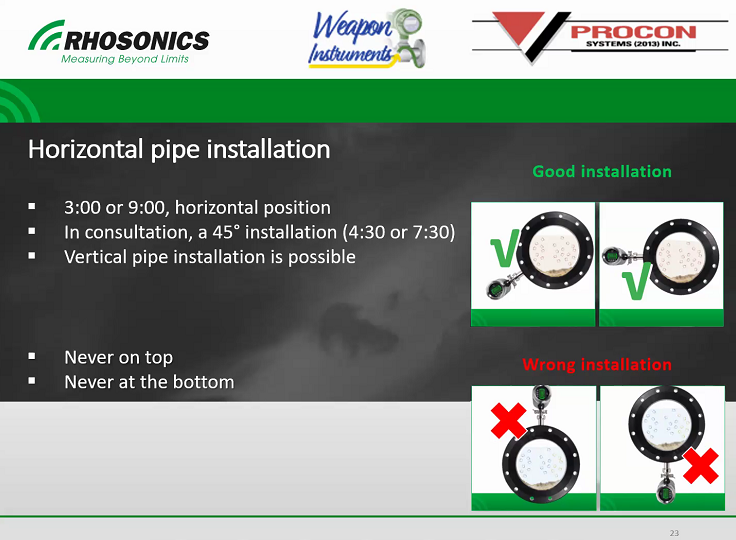 RHOSONICS
Measuring Beyond Limits
Weapon
Instruments
PROCON
SYSTEMS (2013) INC.
Horizontal pipe installation
▪ 3:00 or 9:00, horizontal position
▪ In consultation, a 45° installation (4:30 or 7:30)
▪ Vertical pipe installation is possible
▪ Never on top
▪ Never at the bottom
Good installation
Wrong installation
23